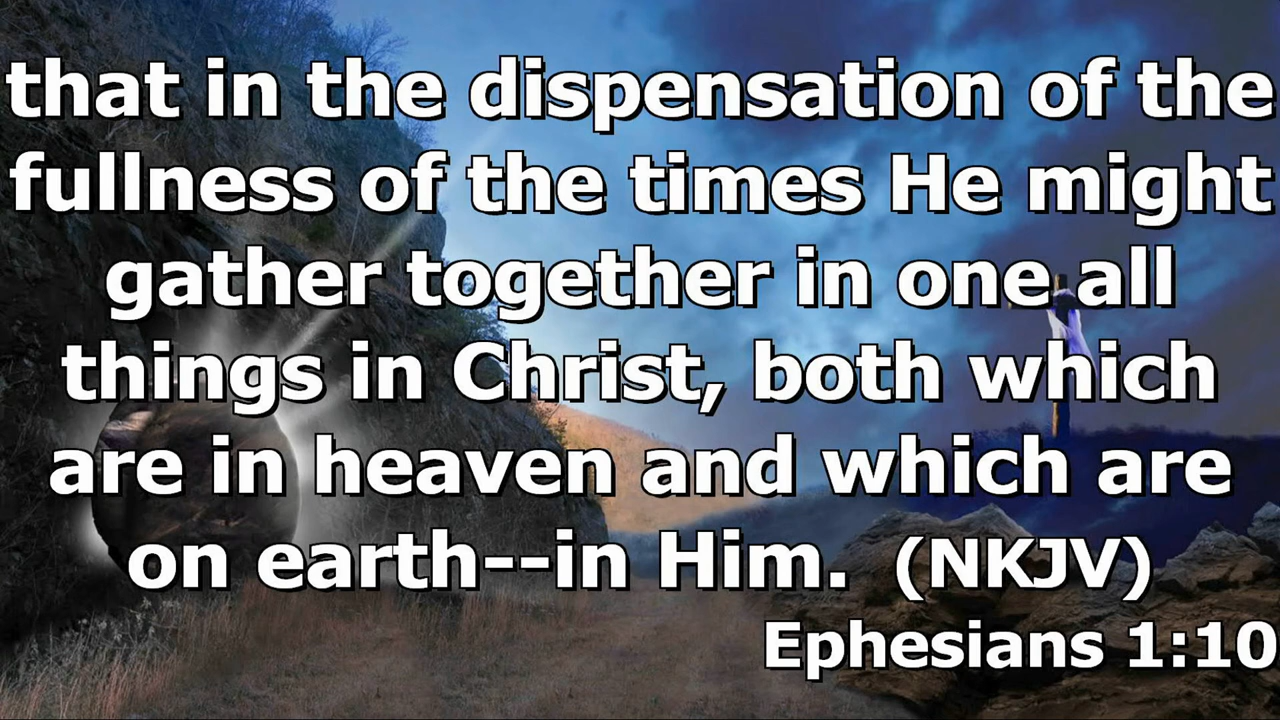 that in the dispensation of the
fullness of the times He might
gather together in one all
things in Christ, both which
are in heaven and which are
on earth--in Him. (NKJV)
Ephesians 1:10